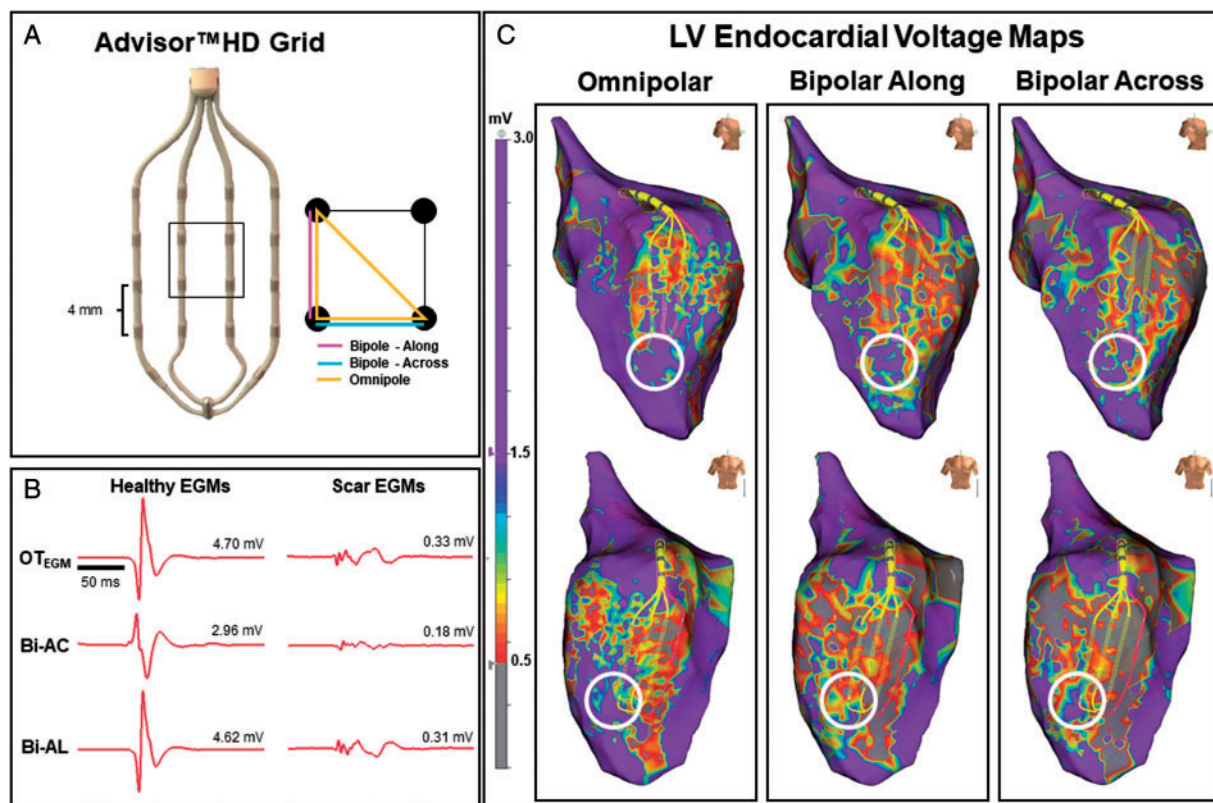 A
Advisor™HD Grid
4 mm
Bipole - Along
Bipole - Across
Omnipole
B
Healthy EGMs
Scar EGMs
OTEGM
4.70 mV
0.33 mV
50 ms
Bi-AC
2.96 mV
0.18 mV
Bi-AL
4.62 mV
0.31 mV
C
LV Endocardial Voltage Maps
Omnipolar
Bipolar Along
Bipolar Across
mV
3.0
1.5
0.5